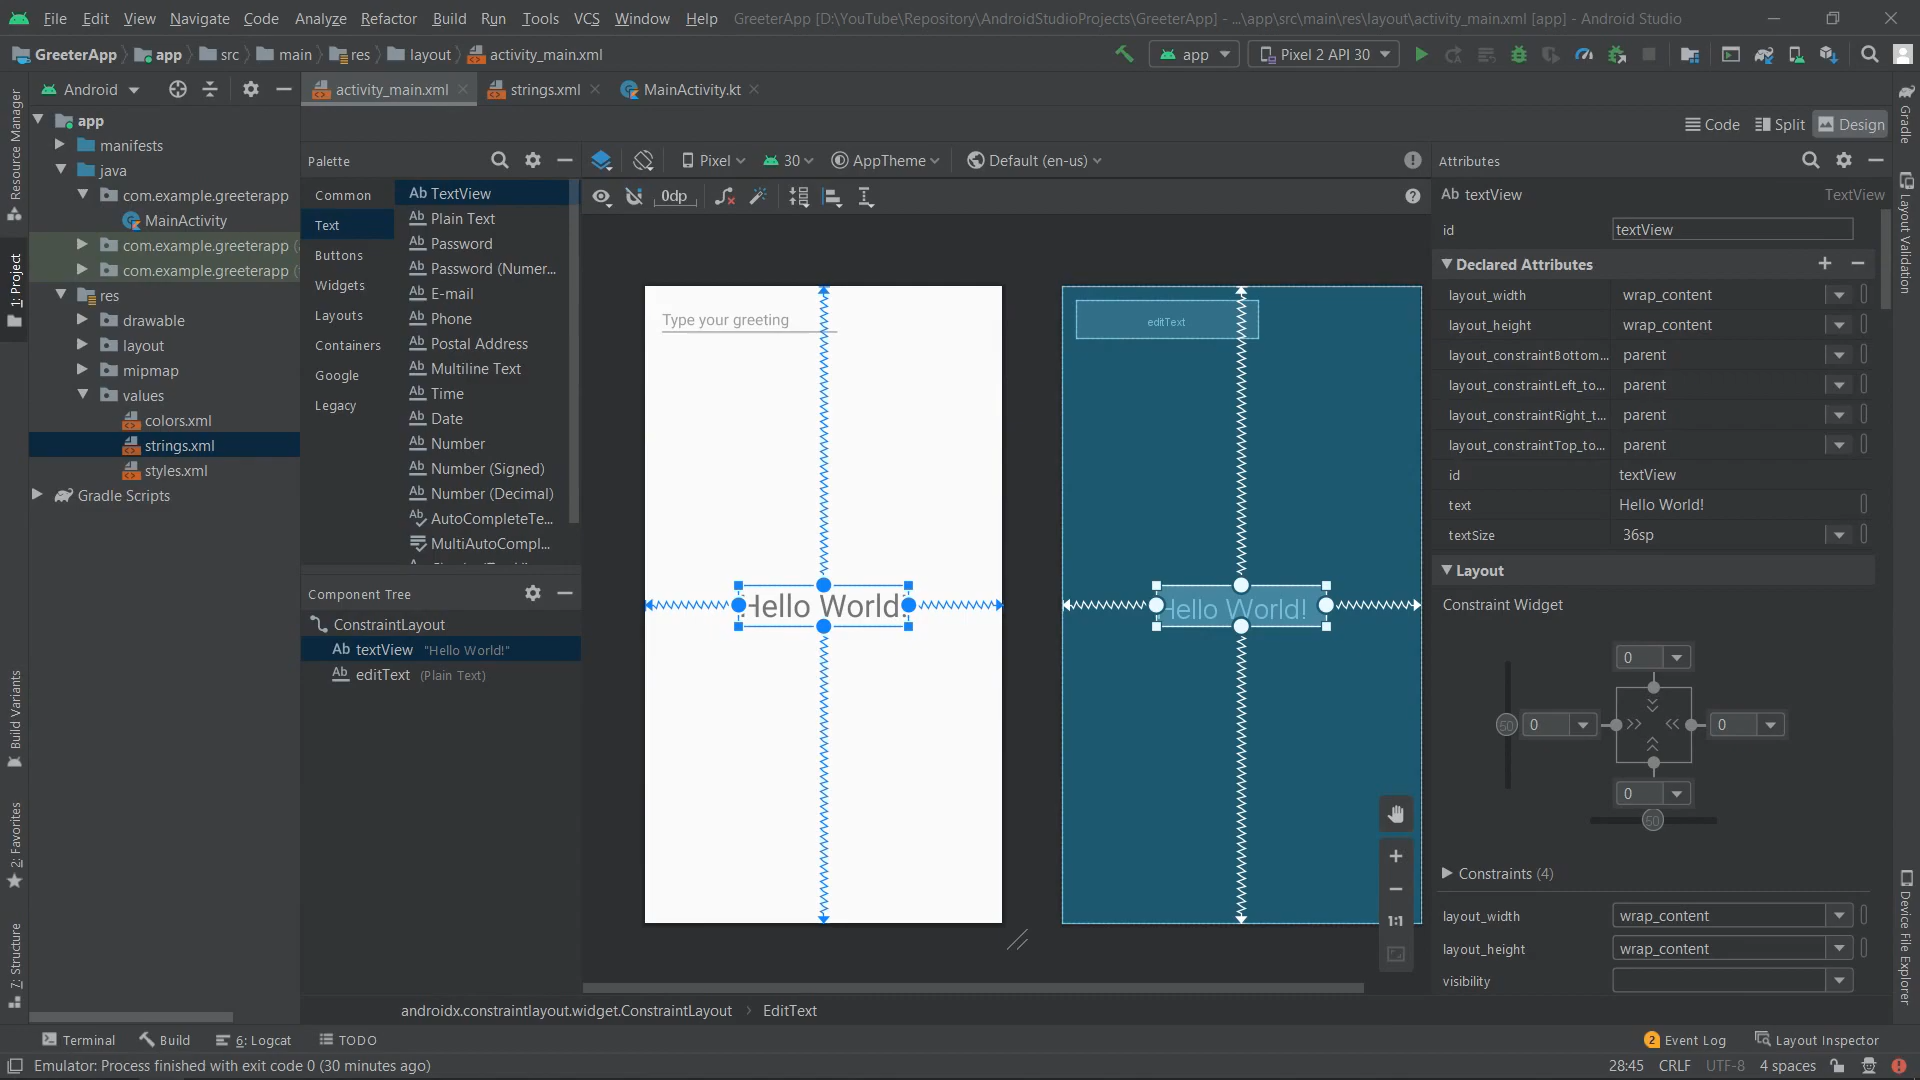 File Edit View Navigate Code Analyze Refactor Build Run Tools VCS Window Help GreeterApp [D:\YouTube\Repository\AndroidStudioProjects\GreeterApp] - ...\app\src\main\res\layout\activity_main.xml [app] - Android Studio
GreeterApp app src main res layout activity_main.xml app Pixel 2 API 30
Android activity_main.xml strings.xml MainActivity.kt
Code Split Design
Resource Manager
1: Project
Build Variants
2: Favorites
7: Structure
app
manifests
java
com.example.greeterapp
MainActivity
com.example.greeterapp
com.example.greeterapp
res
drawable
layout
mipmap
values
colors.xml
strings.xml
styles.xml
Gradle Scripts
Palette
Common
Text
Buttons
Widgets
Layouts
Containers
Google
Legacy
Ab TextView
Ab Plain Text
Ab Password
Ab Password (Numer...
Ab E-mail
Ab Phone
Ab Postal Address
Ab Multiline Text
Ab Time
Ab Date
Ab Number
Ab Number (Signed)
Ab Number (Decimal)
Ab AutoCompleteTe...
MultiAutoCompl...
Component Tree
ConstraintLayout
Ab textView "Hello World!"
Ab editText (Plain Text)
Pixel 30 AppTheme Default (en-us)
0dp
Type your greeting
Hello World!
editText
Hello World!
1:1
androidx.constraintlayout.widget.ConstraintLayout EditText
Attributes
Ab textView TextView
id textView
Declared Attributes
layout_width wrap_content
layout_height wrap_content
layout_constraintBottom... parent
layout_constraintLeft_to... parent
layout_constraintRight_t... parent
layout_constraintTop_to... parent
id textView
text Hello World!
textSize 36sp
Layout
Constraint Widget
0
50 0 0
0
50
Constraints (4)
layout_width wrap_content
layout_height wrap_content
visibility
Gradle
Layout Validation
Device File Explorer
Terminal Build 6: Logcat TODO 2 Event Log Layout Inspector
Emulator: Process finished with exit code 0 (30 minutes ago) 28:45 CRLF UTF-8 4 spaces